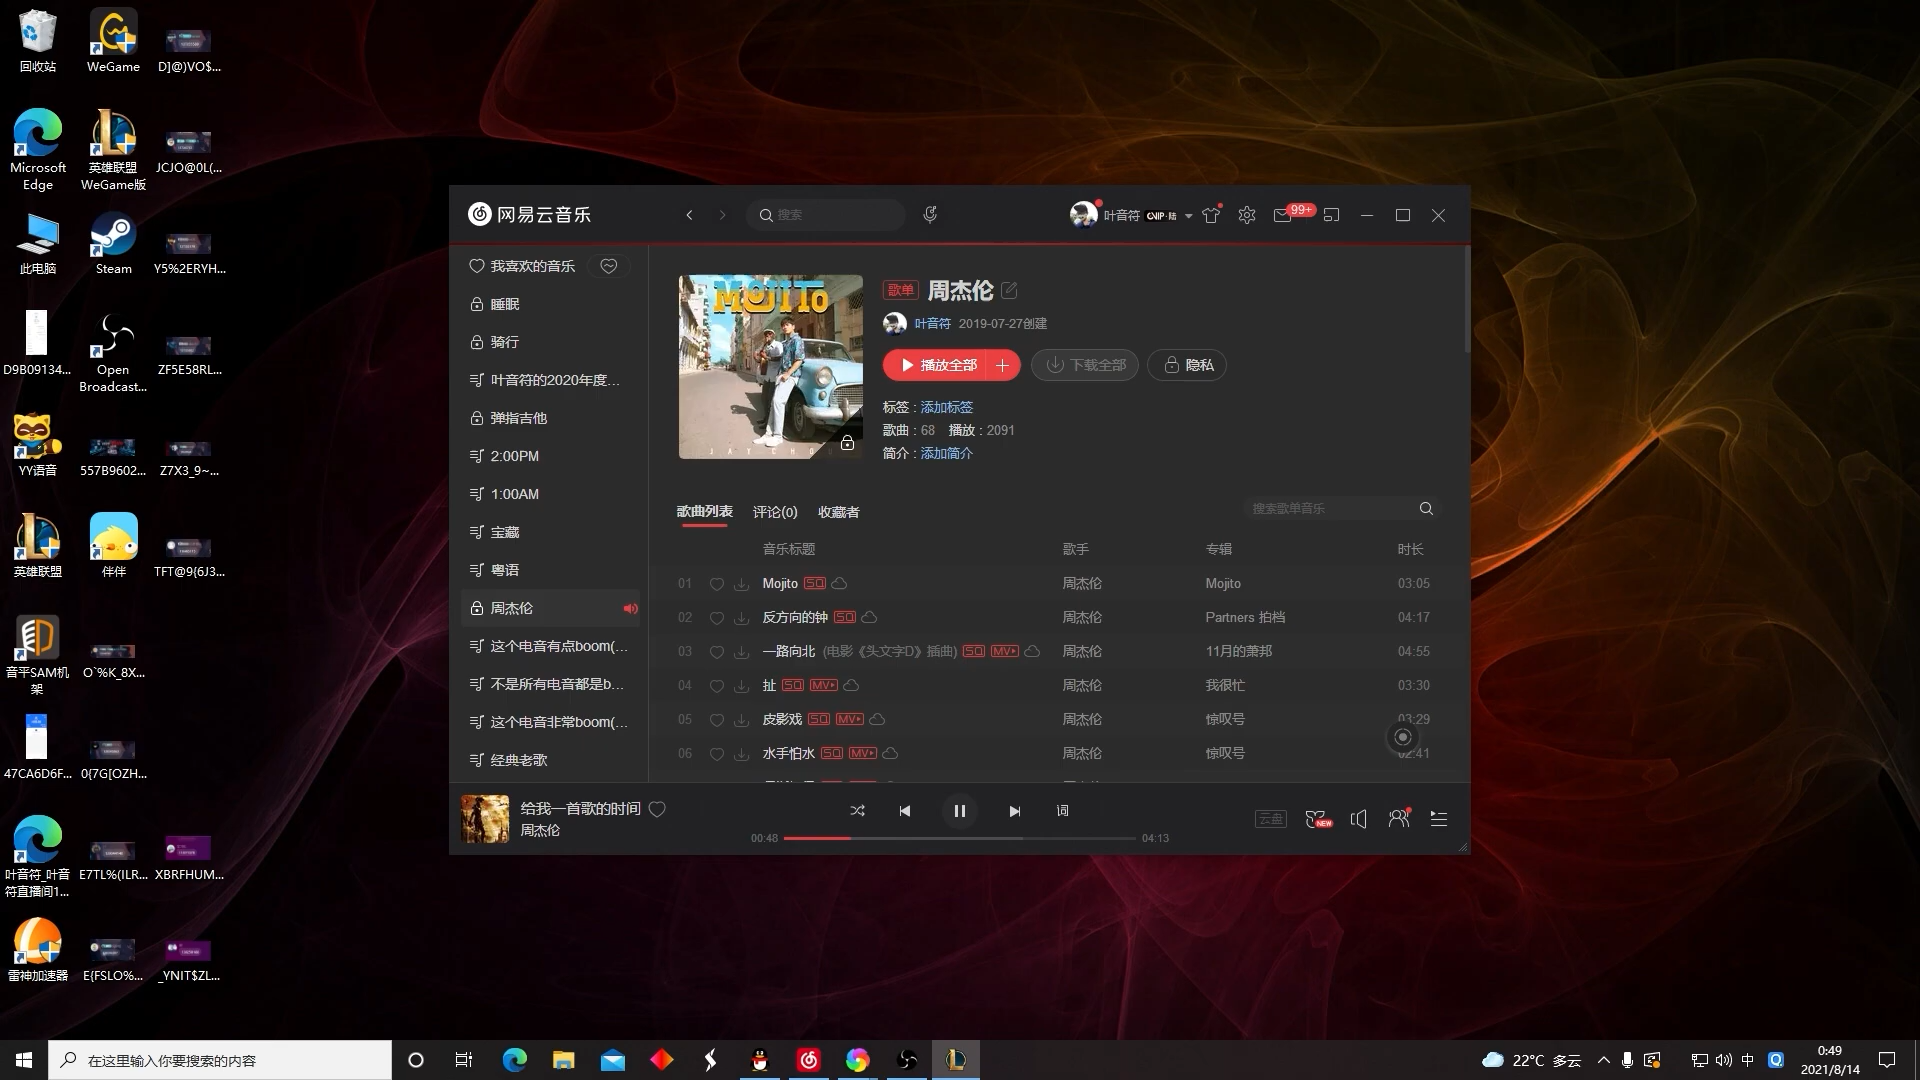 回收站
WeGame
D]@)VO$...
Microsoft
Edge
英雄联盟
WeGame版
JCJO@0L(...
此电脑
Steam
Y5%2ERYH...
D9B09134...
Open
Broadcast...
ZF5E58RL...
YY语音
557B9602...
Z7X3_9~...
英雄联盟
伴伴
TFT@9{6J3...
音平SAM机
架
O`%K_8X...
47CA6D6F...
0{7G[OZH...
叶音符_叶音
符直播间1...
E7TL%(ILR...
XBRFHUM...
雷神加速器
E{FSLO%...
_YNIT$ZL...
网易云音乐
搜索
叶音符
99+
我喜欢的音乐
睡眠
骑行
叶音符的2020年度...
弹指吉他
2:00PM
1:00AM
宝藏
粤语
周杰伦
这个电音有点boom(...
不是所有电音都是b...
这个电音非常boom(...
经典老歌
MOJITO
JAY CHOU
歌单 周杰伦
叶音符 2019-07-27创建
播放全部
下载全部
隐私
标签：添加标签
歌曲：68 播放：2091
简介：添加简介
歌曲列表 评论(0) 收藏者
搜索歌单音乐
音乐标题 歌手 专辑 时长
01 Mojito SQ 周杰伦 Mojito 03:05
02 反方向的钟 SQ 周杰伦 Partners 拍档 04:17
03 一路向北 (电影《头文字D》插曲) SQ MV 周杰伦 11月的萧邦 04:55
04 扯 SQ MV 周杰伦 我很忙 03:30
05 皮影戏 SQ MV 周杰伦 惊叹号 03:29
06 水手怕水 SQ MV 周杰伦 惊叹号 02:41
给我一首歌的时间
周杰伦
词
00:48
04:13
云盘
NEW
在这里输入你要搜索的内容
22°C 多云
中
0:49
2021/8/14